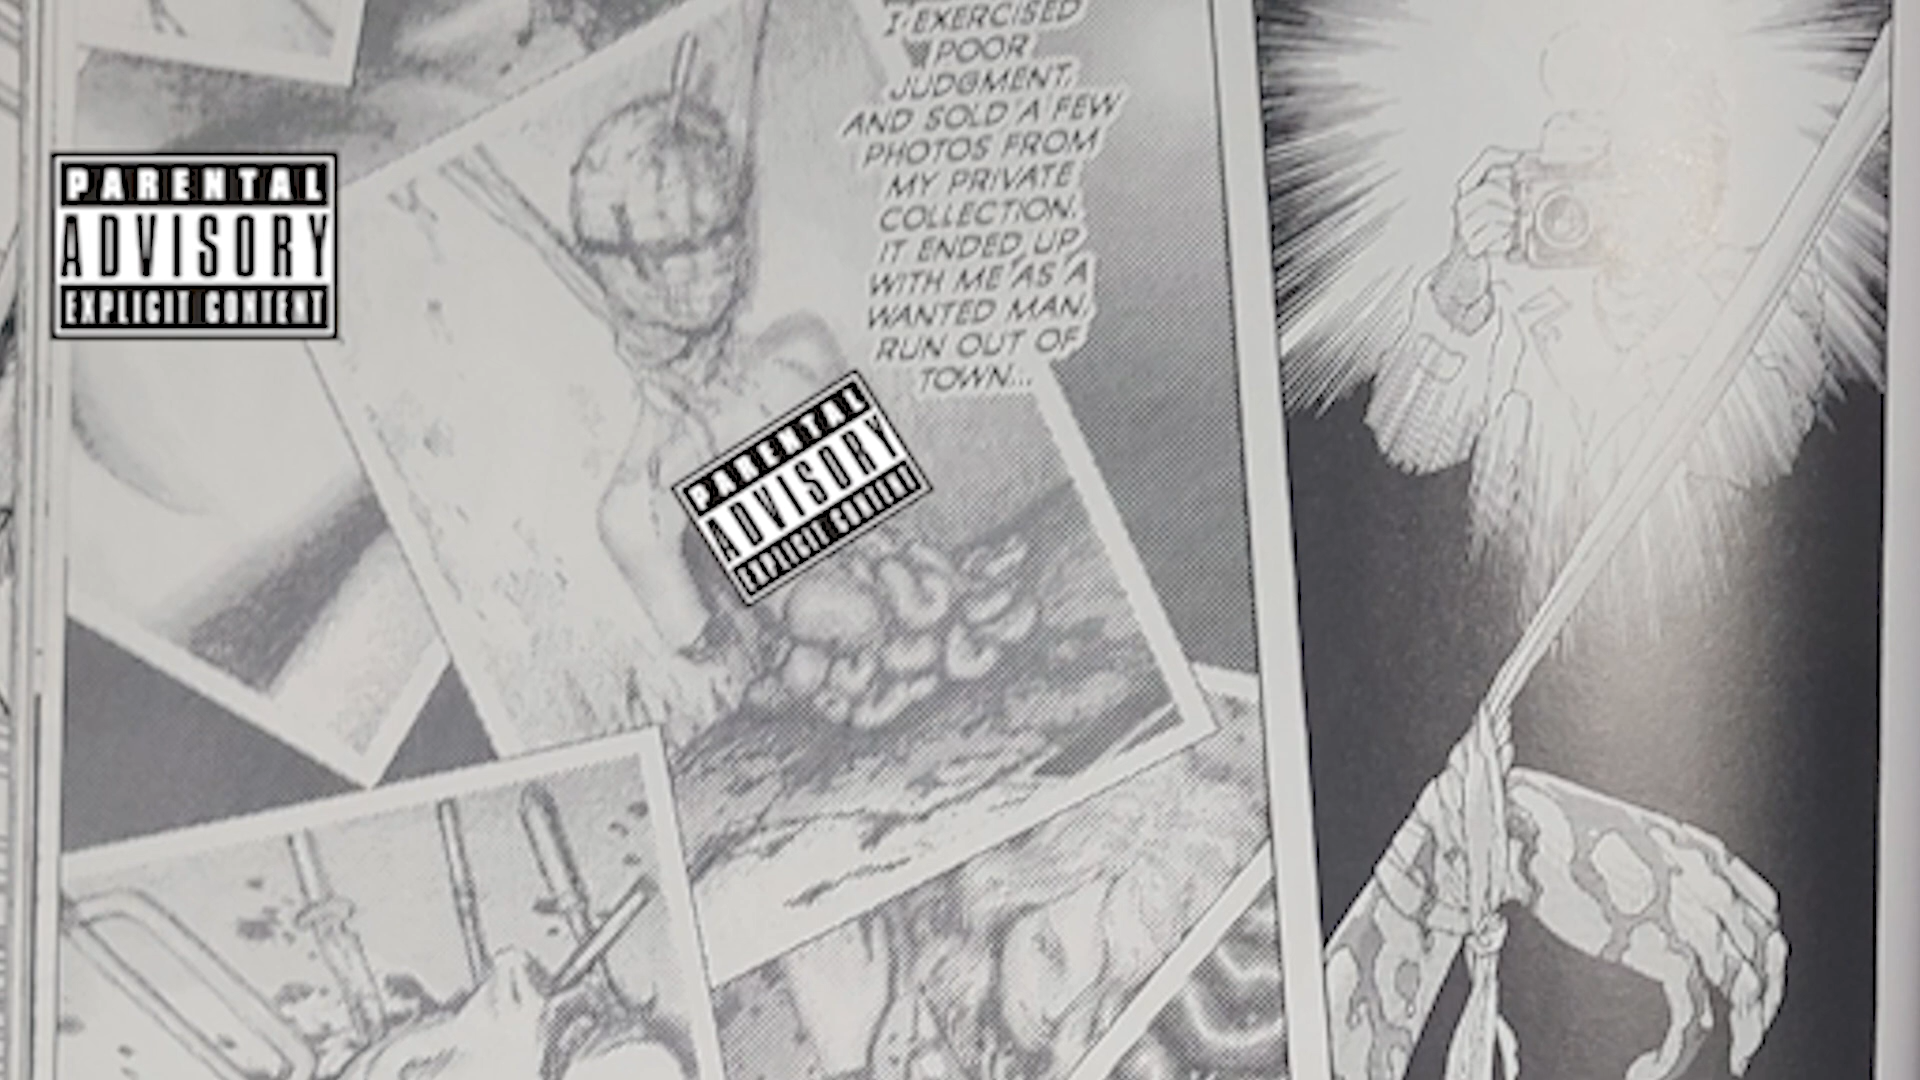 PARENTAL
ADVISORY
EXPLICIT CONTENT
I EXERCISED
POOR
JUDGMENT,
AND SOLD A FEW
PHOTOS FROM
MY PRIVATE
COLLECTION.
IT ENDED UP
WITH ME AS A
WANTED MAN,
RUN OUT OF
TOWN...
PARENTAL
ADVISORY
EXPLICIT CONTENT